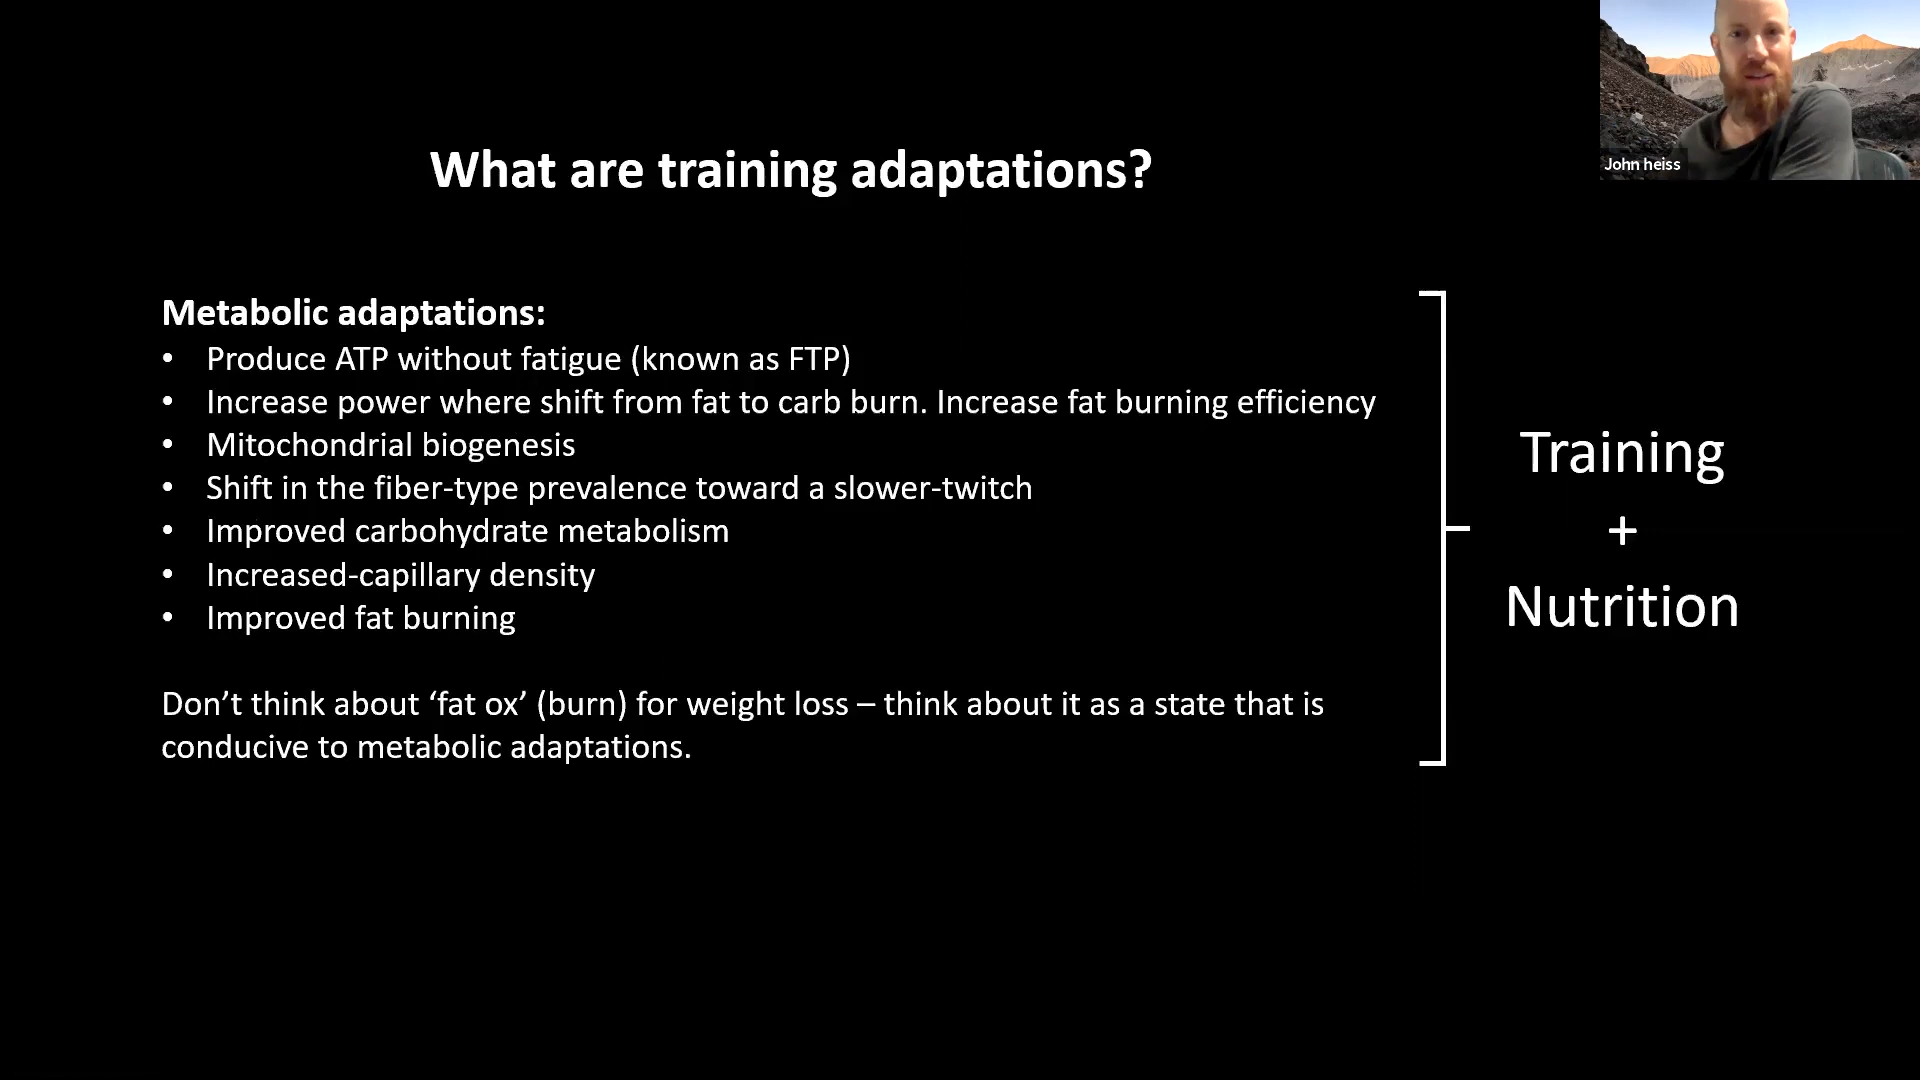 John heiss
What are training adaptations?
Metabolic adaptations:
• Produce ATP without fatigue (known as FTP)
• Increase power where shift from fat to carb burn. Increase fat burning efficiency
• Mitochondrial biogenesis
• Shift in the fiber-type prevalence toward a slower-twitch
• Improved carbohydrate metabolism
• Increased-capillary density
• Improved fat burning
Don’t think about ‘fat ox’ (burn) for weight loss – think about it as a state that is
conducive to metabolic adaptations.
Training
+
Nutrition